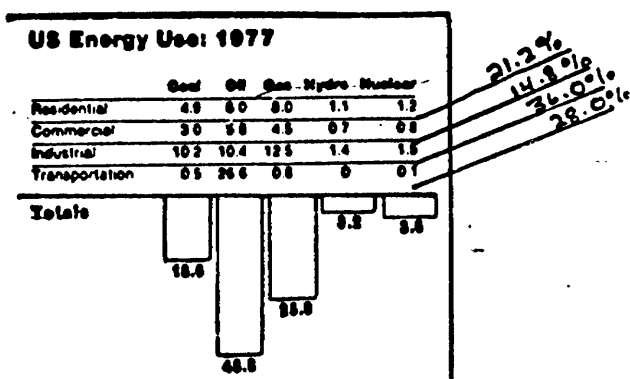 US Energy Use: 1977
Coal Oil Gas Hydro Nuclear
Residential 4.9 6.0 8.0 1.1 1.2 21.2%
Commercial 3.0 5.8 4.5 0.7 0.8 14.8%
Industrial 10.2 10.4 12.5 1.4 1.5 36.0%
Transportation 0.5 26.6 0.8 0 0.1 28.0%
Totals
3.2 3.6
18.6
25.8
48.8